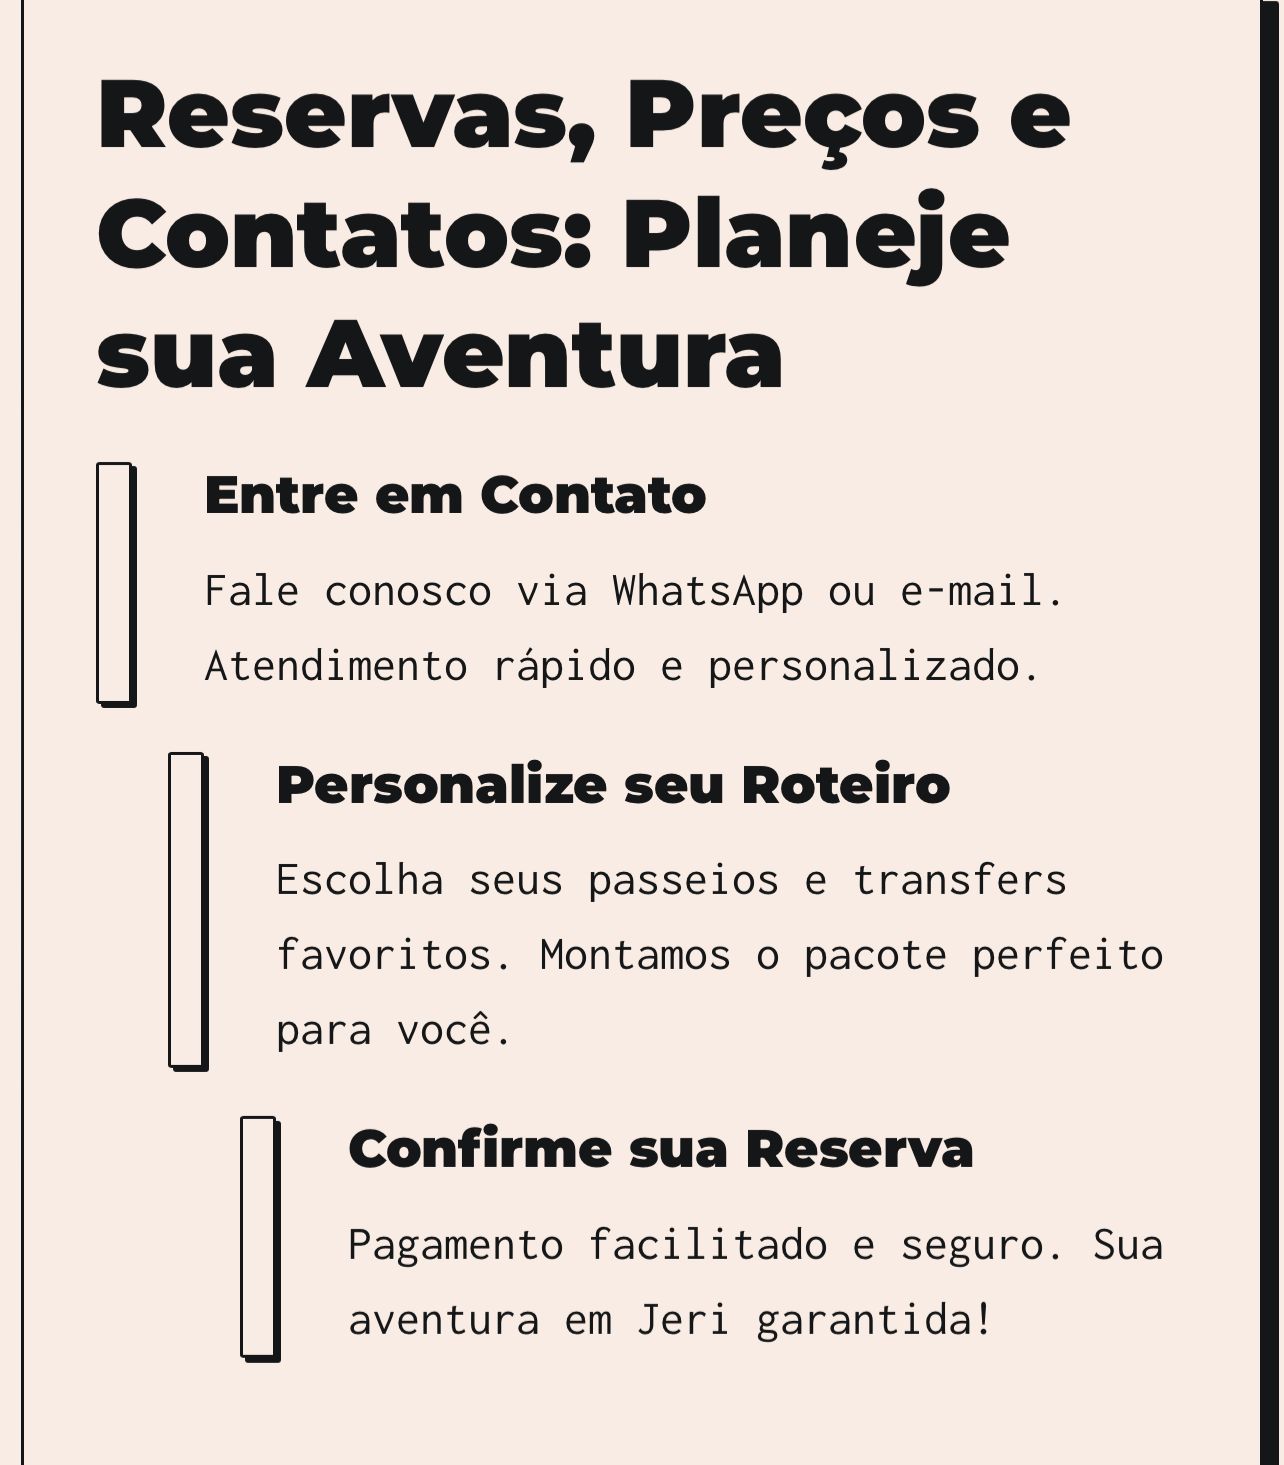 Reservas, Preços e
Contatos: Planeje
sua Aventura
Entre em Contato
Fale conosco via WhatsApp ou e-mail.
Atendimento rápido e personalizado.
Personalize seu Roteiro
Escolha seus passeios e transfers
favoritos. Montamos o pacote perfeito
para você.
Confirme sua Reserva
Pagamento facilitado e seguro. Sua
aventura em Jeri garantida!